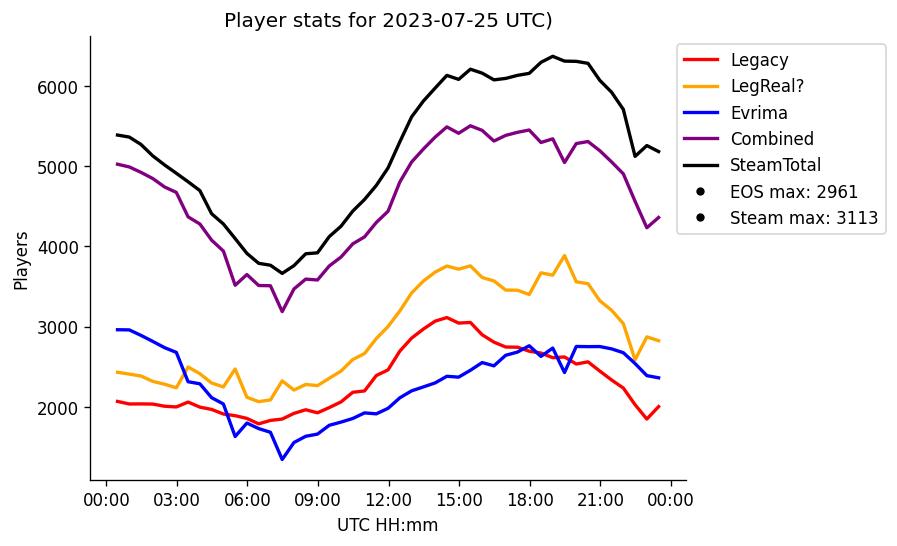 Player stats for 2023-07-25 UTC)
Legacy
LegReal?
Evrima
Combined
SteamTotal
EOS max: 2961
Steam max: 3113
Players
6000
5000
4000
3000
2000
00:00 03:00 06:00 09:00 12:00 15:00 18:00 21:00 00:00
UTC HH:mm